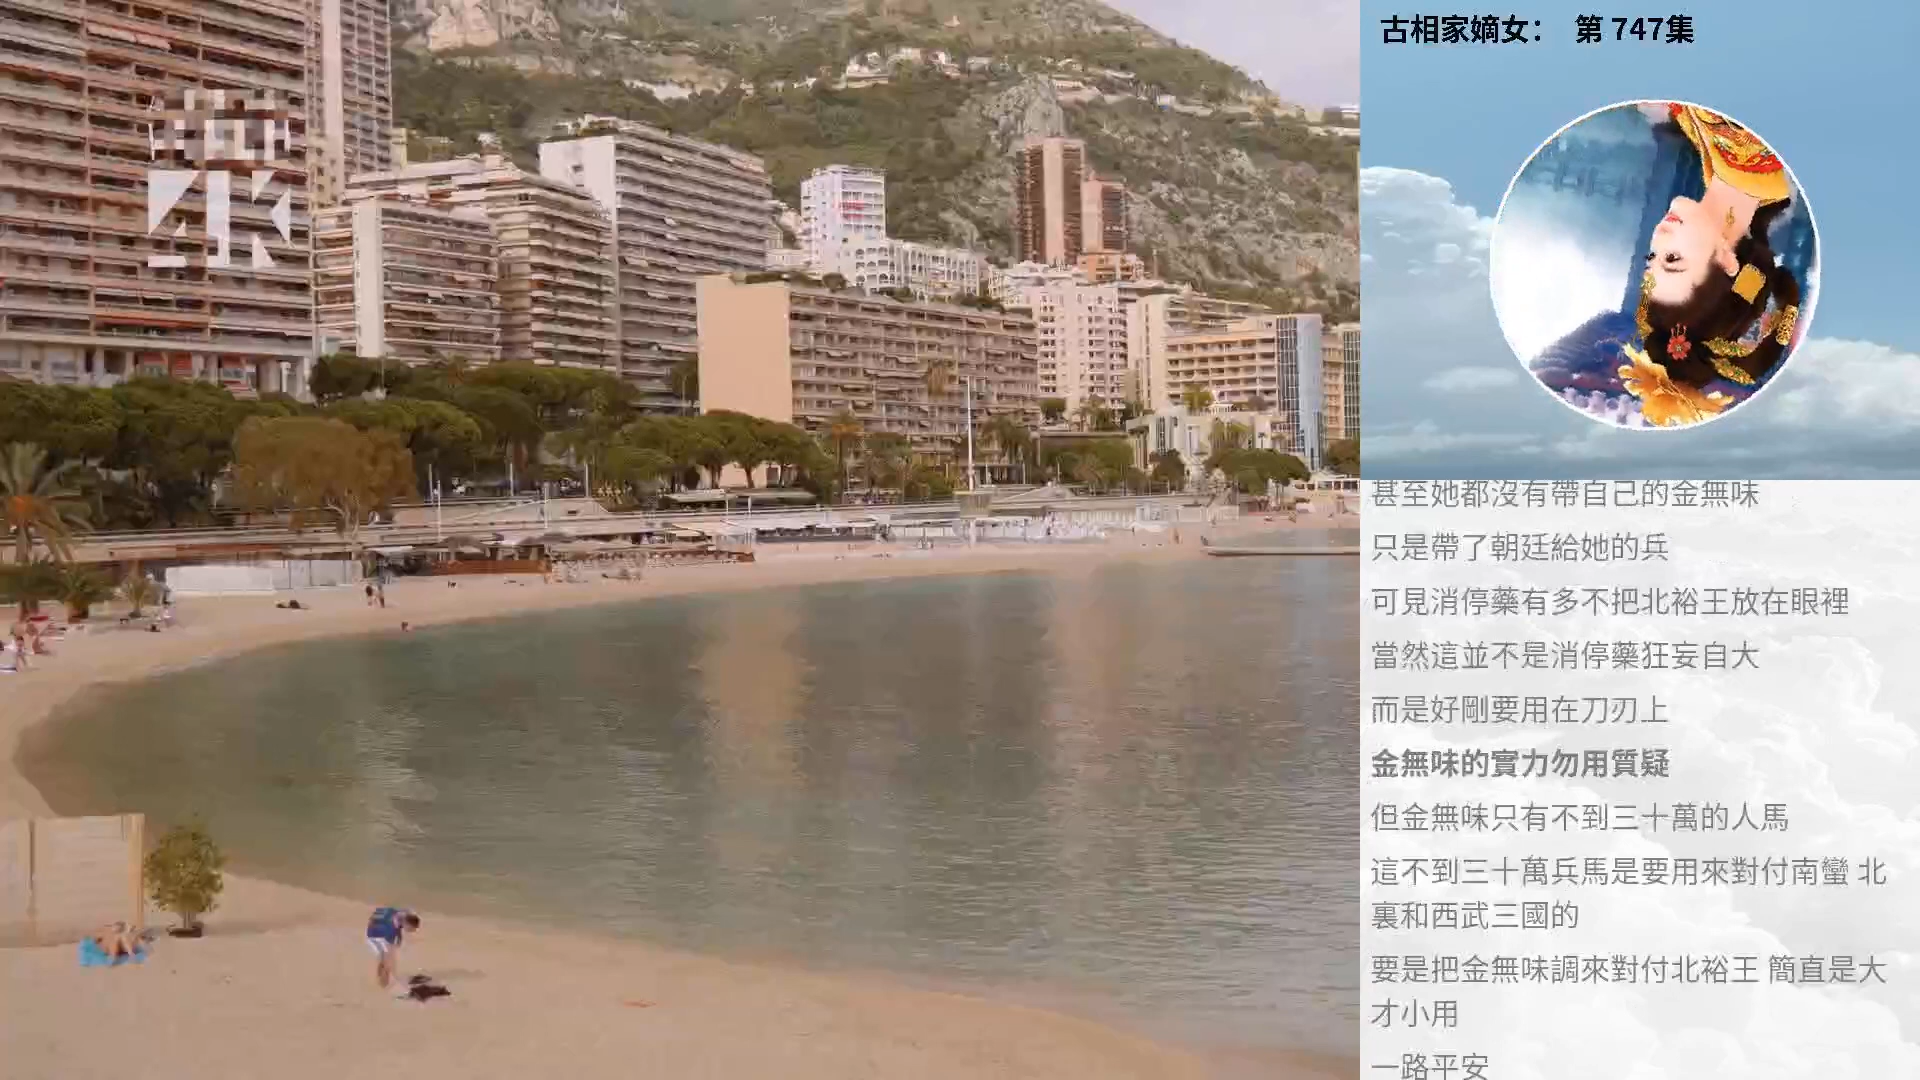 古相家嫡女： 第 747集
4K
甚至她都沒有帶自己的金無味
只是帶了朝廷給她的兵
可見消停藥有多不把北裕王放在眼裡
當然這並不是消停藥狂妄自大
而是好剛要用在刀刃上
金無味的實力勿用質疑
但金無味只有不到三十萬的人馬
這不到三十萬兵馬是要用來對付南蠻 北
裏和西武三國的
要是把金無味調來對付北裕王 簡直是大
才小用
一路平安